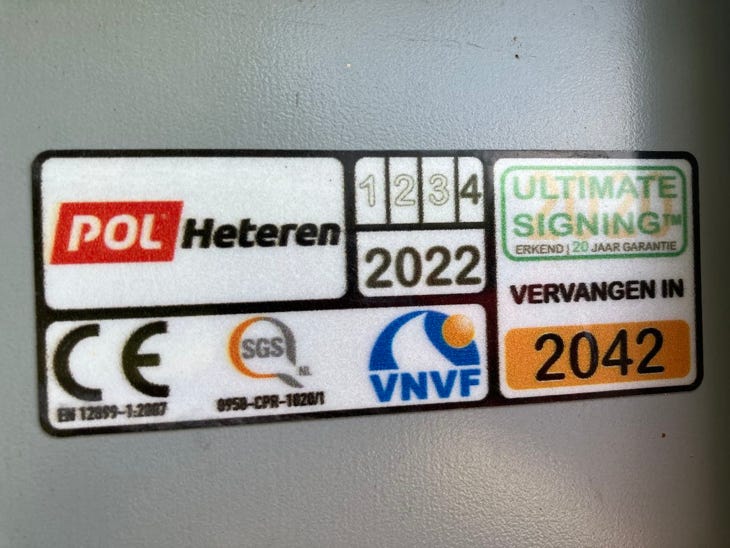 POL Heteren
1 2 3 4
2022
ULTIMATE
SIGNING™
ERKEND | 20 JAAR GARANTIE
VERVANGEN IN
2042
CE
EN 12899-1:2007
SGS
NL
0958-CPR-1020/1
VNVF